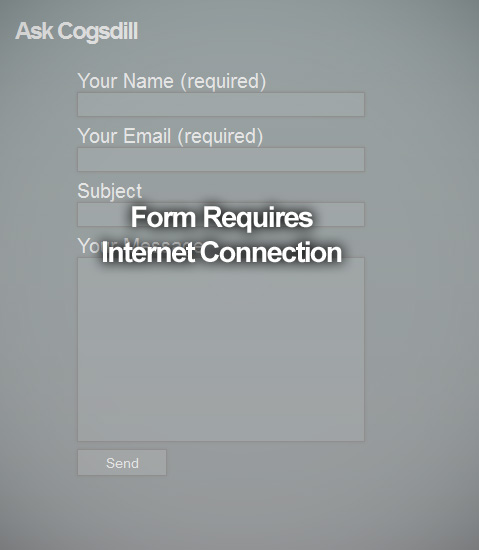 Ask Cogsdill
Your Name (required)
Your Email (required)
Subject
Form Requires
Your Message
Internet Connection
Send